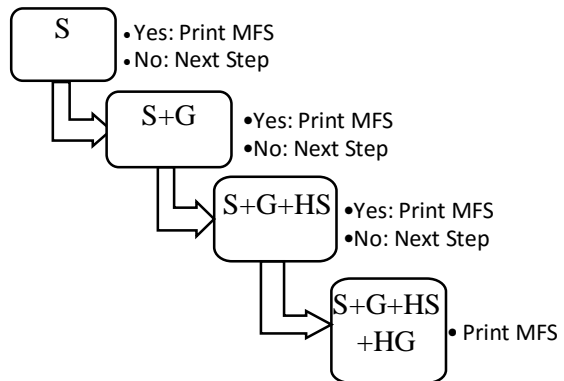 S
• Yes: Print MFS
• No: Next Step
S+G
•Yes: Print MFS
•No: Next Step
S+G+HS
•Yes: Print MFS
•No: Next Step
S+G+HS
+HG
• Print MFS